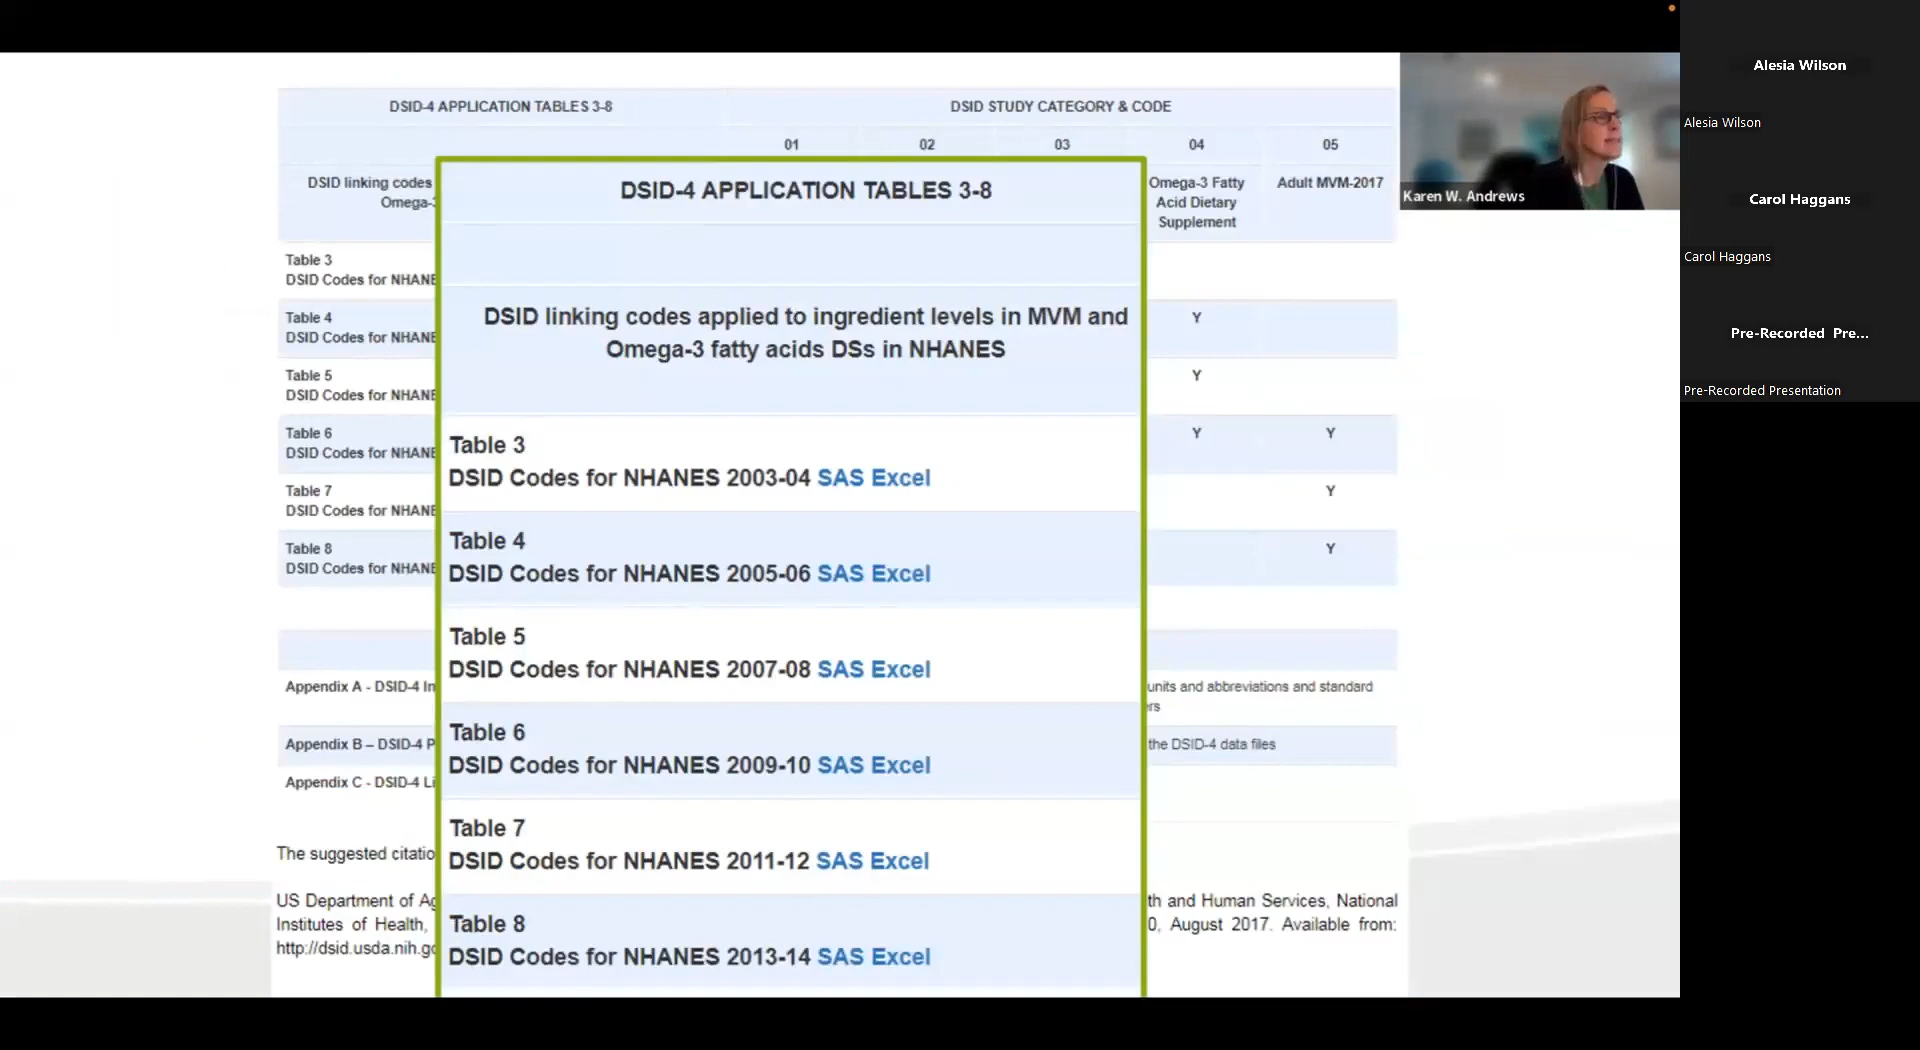 DSID-4 APPLICATION TABLES 3-8
DSID STUDY CATEGORY & CODE
01 02 03 04 05
DSID linking codes
Omega-3
Omega-3 Fatty
Acid Dietary
Supplement
Adult MVM-2017
Table 3
DSID Codes for NHANE
Table 4
DSID Codes for NHANE
Y
Table 5
DSID Codes for NHANE
Y
Table 6
DSID Codes for NHANE
Y Y
Table 7
DSID Codes for NHANE
Y
Table 8
DSID Codes for NHANE
Y
Appendix A - DSID-4 In
units and abbreviations and standard
rs
Appendix B – DSID-4 P
the DSID-4 data files
Appendix C - DSID-4 Li
The suggested citatio
US Department of Ag
th and Human Services, National
Institutes of Health,
0, August 2017. Available from:
http://dsid.usda.nih.go
DSID-4 APPLICATION TABLES 3-8
DSID linking codes applied to ingredient levels in MVM and
Omega-3 fatty acids DSs in NHANES
Table 3
DSID Codes for NHANES 2003-04 SAS Excel
Table 4
DSID Codes for NHANES 2005-06 SAS Excel
Table 5
DSID Codes for NHANES 2007-08 SAS Excel
Table 6
DSID Codes for NHANES 2009-10 SAS Excel
Table 7
DSID Codes for NHANES 2011-12 SAS Excel
Table 8
DSID Codes for NHANES 2013-14 SAS Excel
Karen W. Andrews
Alesia Wilson
Alesia Wilson
Carol Haggans
Carol Haggans
Pre-Recorded Pre...
Pre-Recorded Presentation